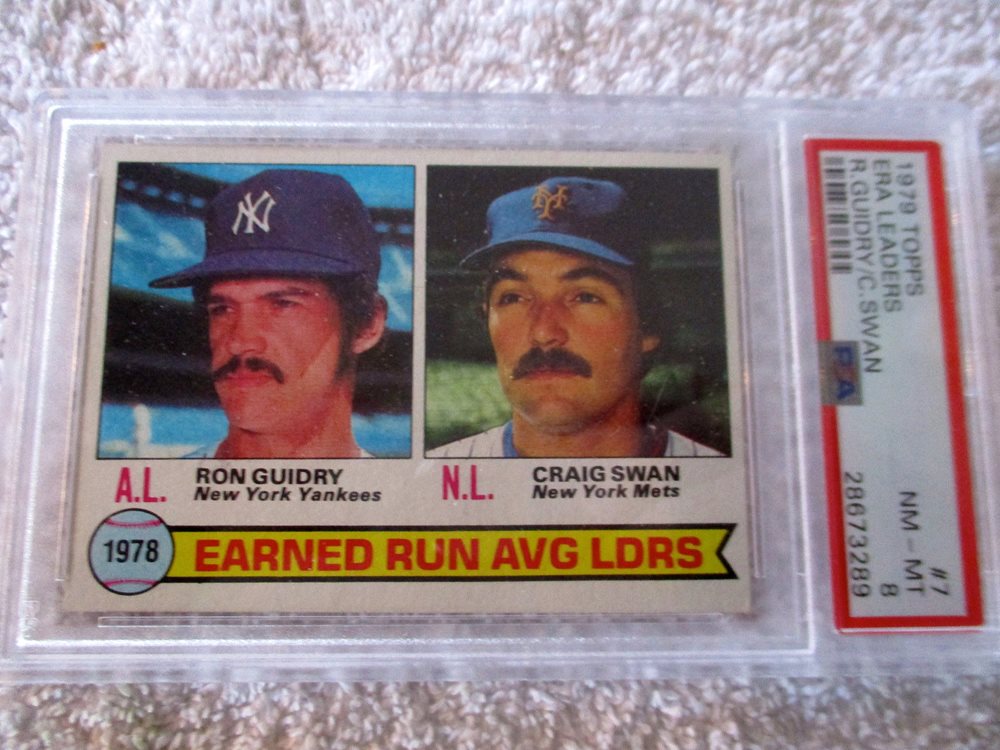 NY
NY
A.L.
RON GUIDRY
New York Yankees
N.L.
CRAIG SWAN
New York Mets
1978
EARNED RUN AVG LDRS
1979 TOPPS
ERA LEADERS
R.GUIDRY/C.SWAN
#7
NM - MT
8
28673289
PSA